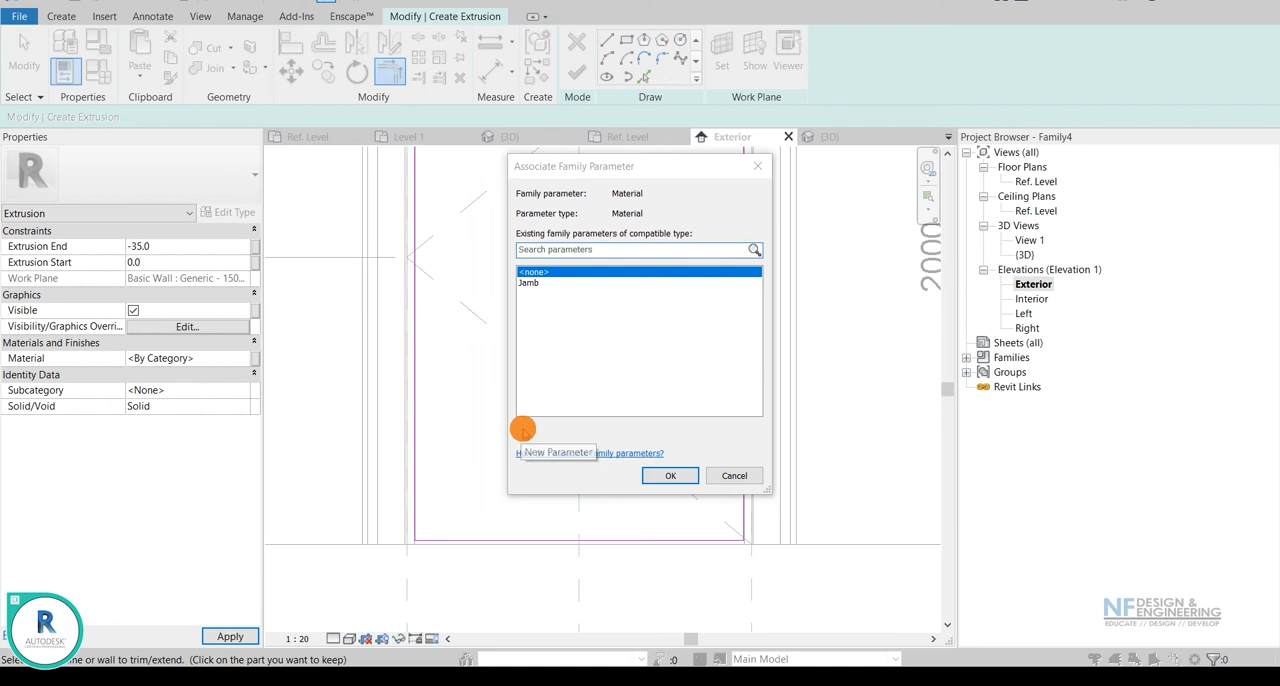 File
Create
Insert
Annotate
View
Manage
Add-Ins
Enscape™
Modify | Create Extrusion
Modify
Paste
Cut
Join
Select
Properties
Clipboard
Geometry
Modify
Measure
Create
Mode
Draw
Set
Show
Viewer
Work Plane
Modify | Create Extrusion
Properties
R
Extrusion
Edit Type
Constraints
Extrusion End -35.0
Extrusion Start 0.0
Work Plane Basic Wall : Generic - 150...
Graphics
Visible
Visibility/Graphics Overri... Edit...
Materials and Finishes
Material <By Category>
Identity Data
Subcategory <None>
Solid/Void Solid
Apply
Ref. Level
Level 1
{3D}
Ref. Level
Exterior
{3D}
Associate Family Parameter
Family parameter: Material
Parameter type: Material
Existing family parameters of compatible type:
Search parameters
<none>
Jamb
New Parameter
mily parameters?
OK
Cancel
2000
1 : 20
Project Browser - Family4
Views (all)
Floor Plans
Ref. Level
Ceiling Plans
Ref. Level
3D Views
View 1
{3D}
Elevations (Elevation 1)
Exterior
Interior
Left
Right
Sheets (all)
Families
Groups
Revit Links
NF DESIGN & ENGINEERING
EDUCATE // DESIGN // DEVELOP
R
AUTODESK
line or wall to trim/extend. (Click on the part you want to keep)
:0
Main Model
:0